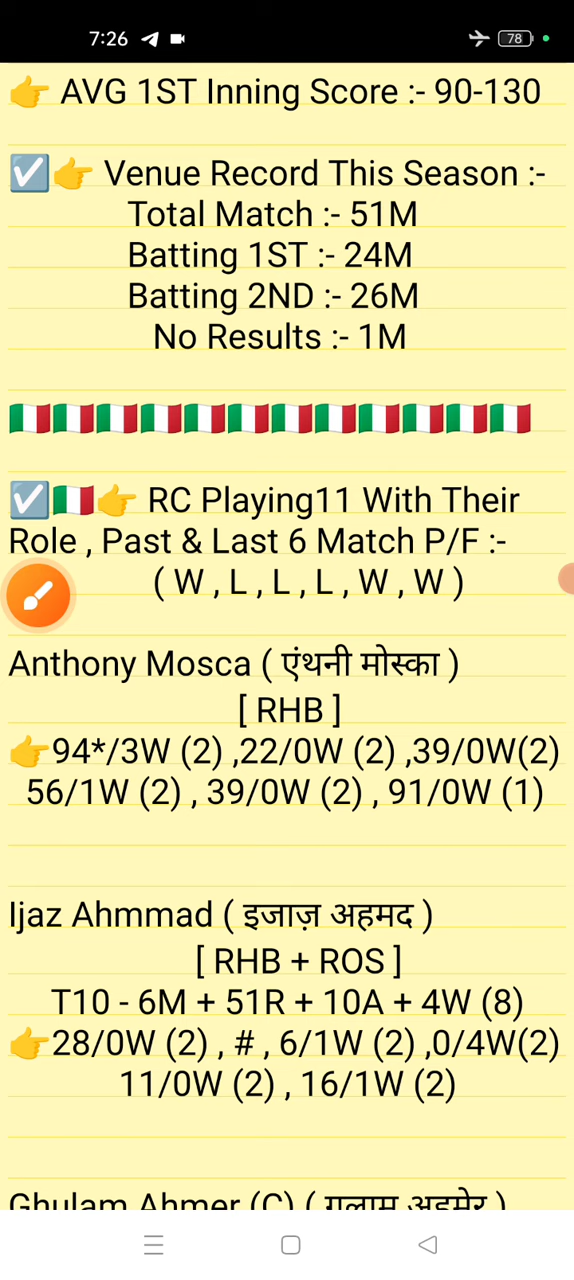 7:26 78
👉 AVG 1ST Inning Score :- 90-130
☑️👉 Venue Record This Season :-
Total Match :- 51M
Batting 1ST :- 24M
Batting 2ND :- 26M
No Results :- 1M
🇮🇹🇮🇹🇮🇹🇮🇹🇮🇹🇮🇹🇮🇹🇮🇹🇮🇹🇮🇹🇮🇹🇮🇹
☑️🇮🇹👉 RC Playing11 With Their
Role , Past & Last 6 Match P/F :-
( W , L , L , L , W , W )
Anthony Mosca ( एंथनी मोस्का )
[ RHB ]
👉94*/3W (2) ,22/0W (2) ,39/0W(2)
56/1W (2) , 39/0W (2) , 91/0W (1)
Ijaz Ahmmad ( इजाज़ अहमद )
[ RHB + ROS ]
T10 - 6M + 51R + 10A + 4W (8)
👉28/0W (2) , # , 6/1W (2) ,0/4W(2)
11/0W (2) , 16/1W (2)
Ghulam Ahmer (C) ( गुलाम अहमेर )